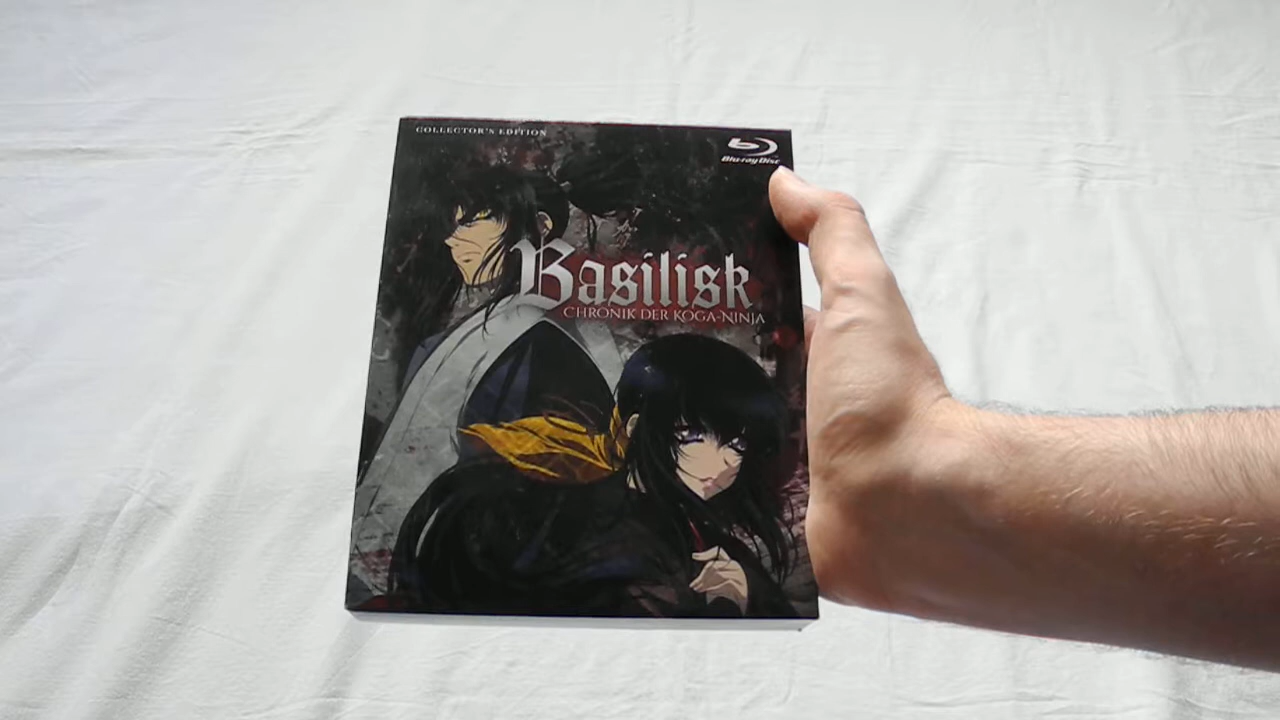 COLLECTOR'S EDITION
Blu-ray Disc
Basilisk
CHRONIK DER KOGA-NINJA